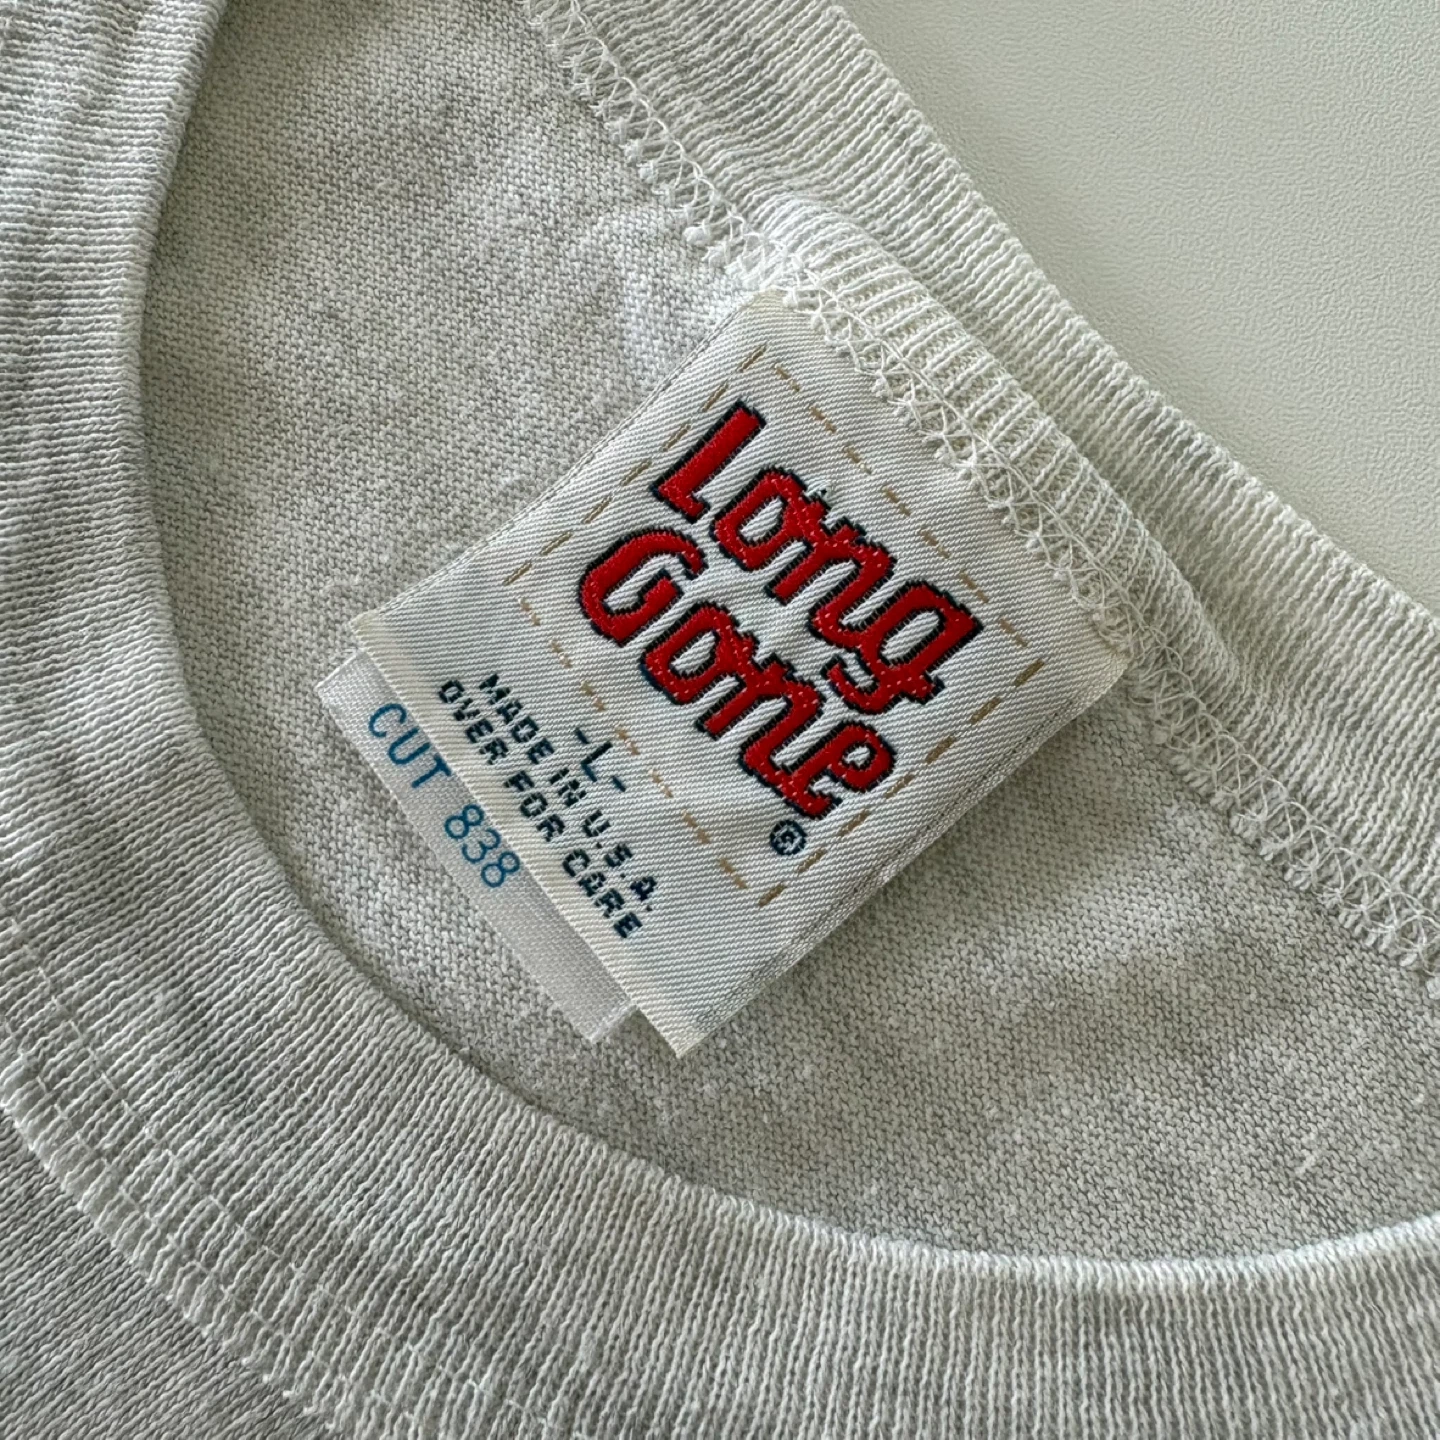 Long
Gone®
-L-
MADE IN U.S.A.
OVER FOR CARE
CUT 838